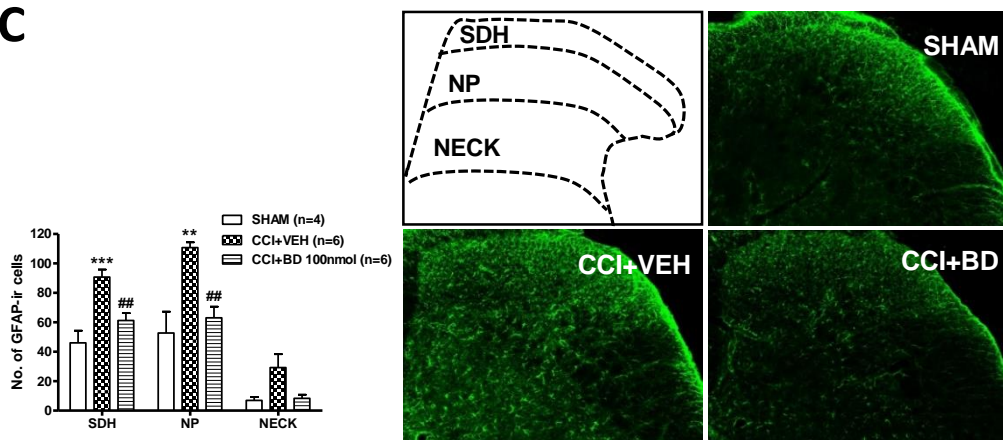 C
SDH
NP
NECK
SHAM
SHAM (n=4)
CCI+VEH (n=6)
CCI+BD 100nmol (n=6)
No. of GFAP-ir cells
120
100
80
60
40
20
0
***
##
**
##
SDH NP NECK
CCI+VEH
CCI+BD